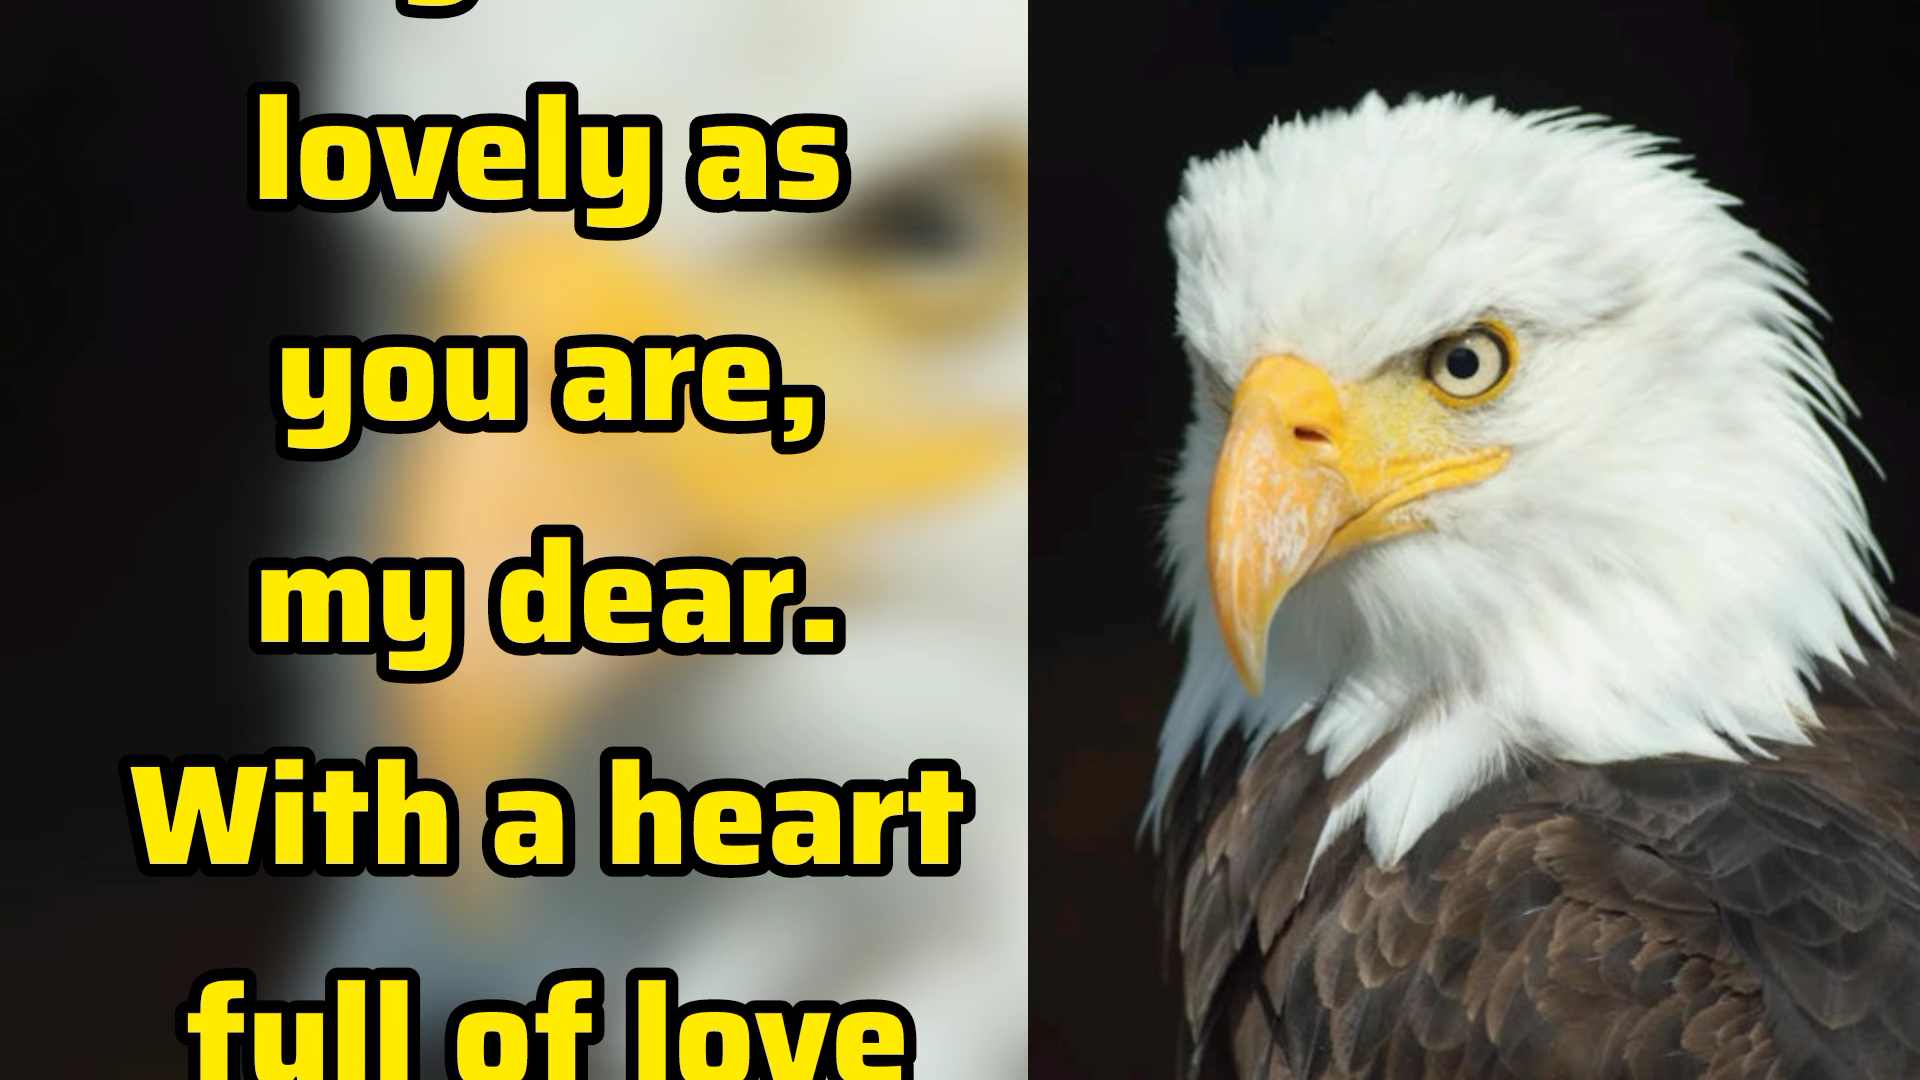 lovely as
you are,
my dear.
With a heart
full of love